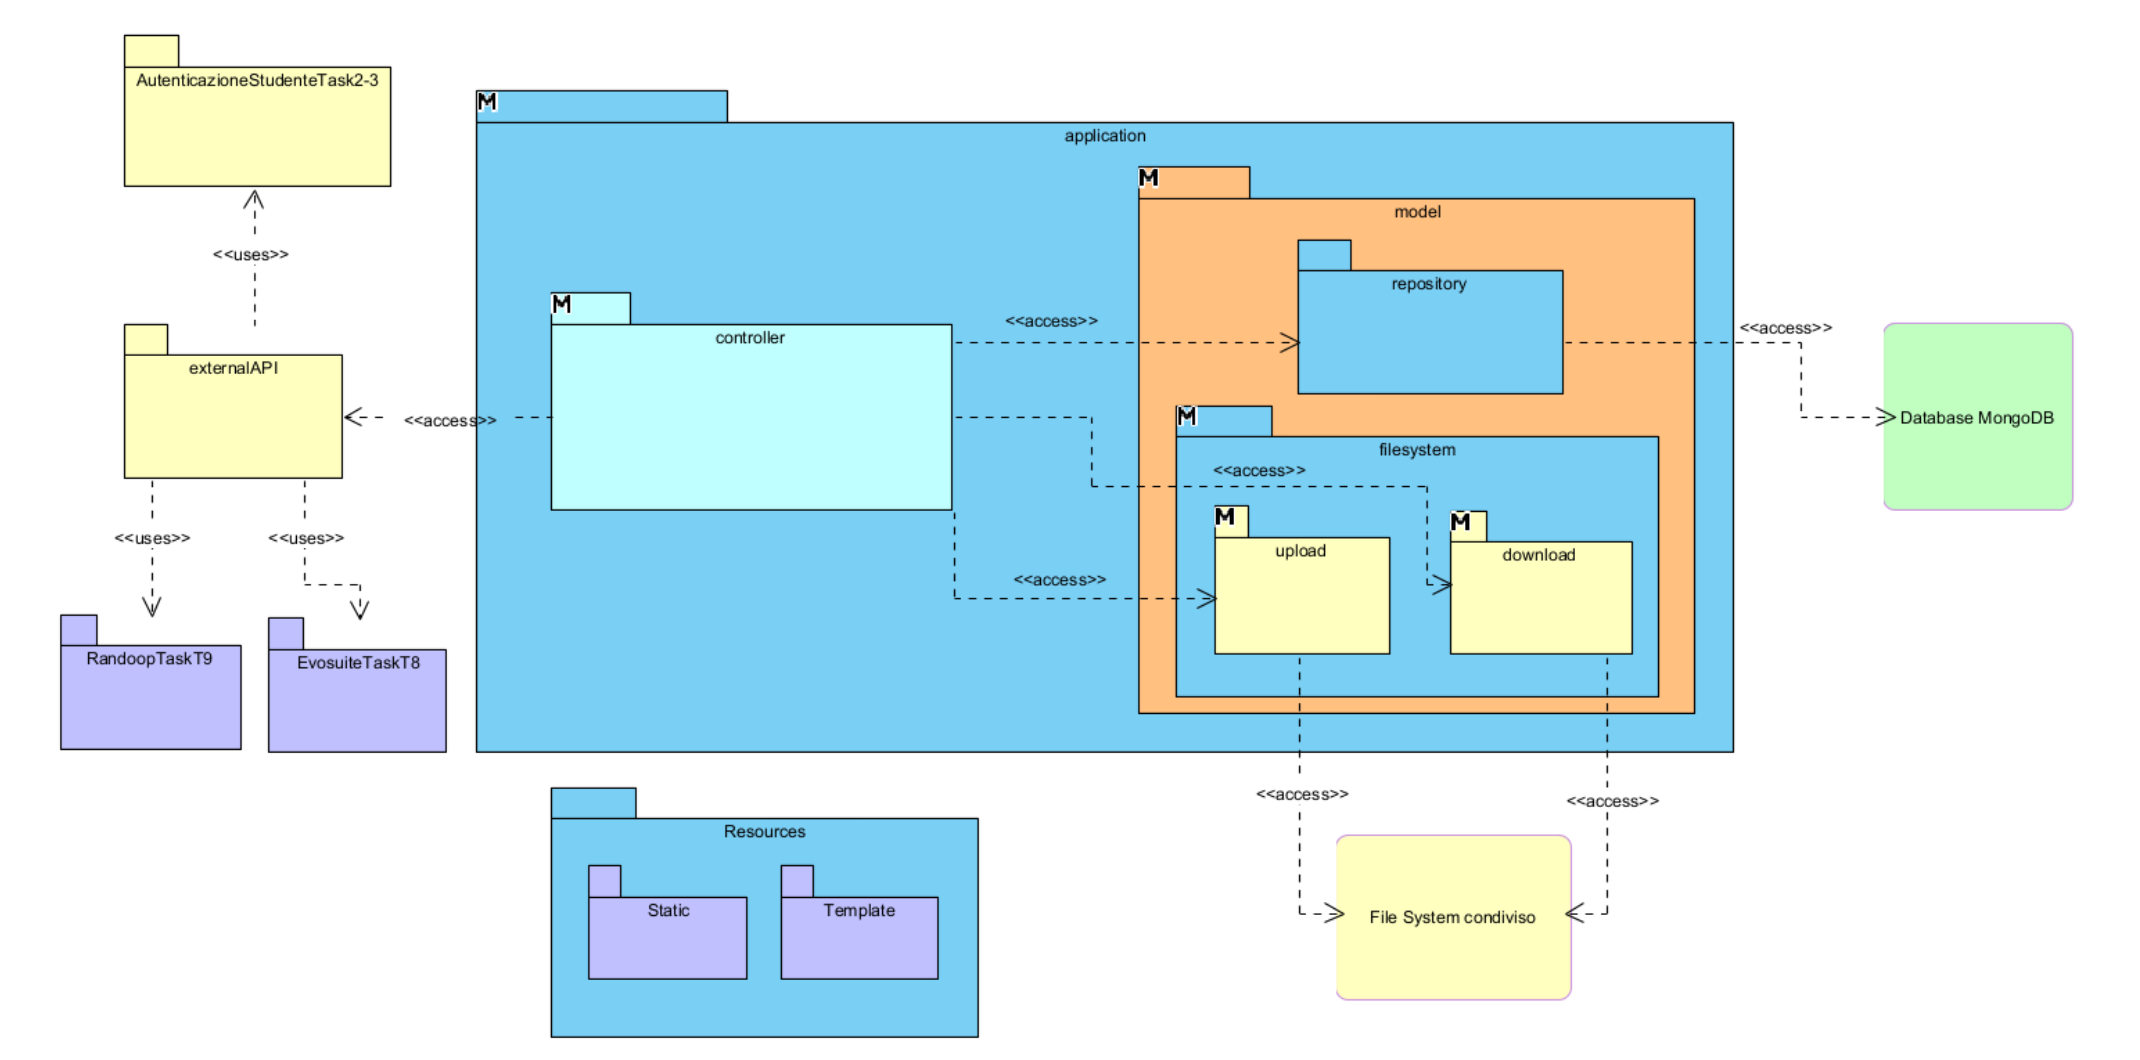 AutenticazioneStudenteTask2-3
<<uses>>
externalAPI
<<access>>
<<uses>>
<<uses>>
RandoopTaskT9
EvosuiteTaskT8
M
application
M
controller
M
model
<<access>>
repository
<<access>>
Database MongoDB
M
filesystem
<<access>>
M
upload
M
download
<<access>>
<<access>>
<<access>>
File System condiviso
Resources
Static
Template